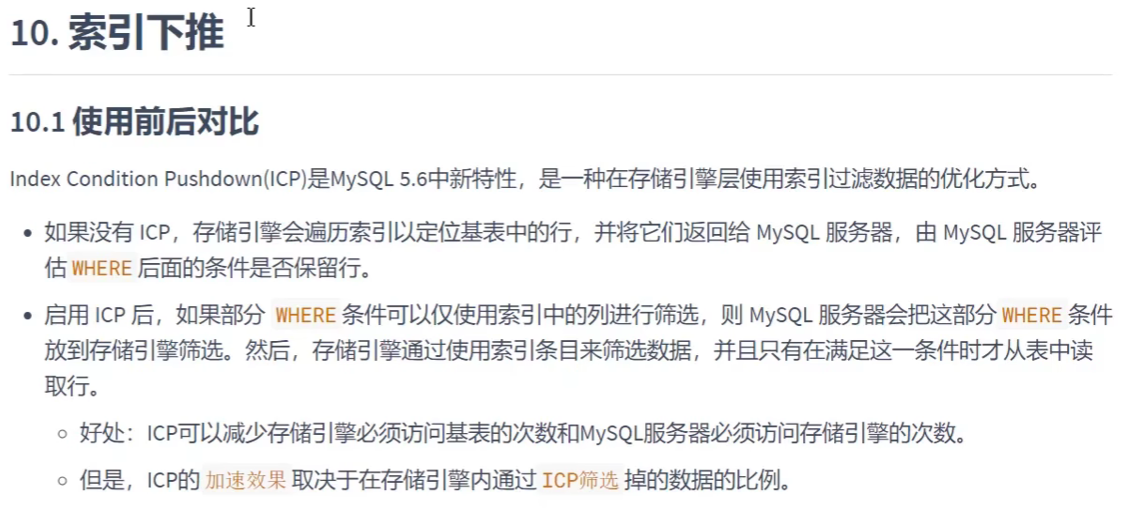 10. 索引下推
10.1 使用前后对比
Index Condition Pushdown(ICP)是MySQL 5.6中新特性，是一种在存储引擎层使用索引过滤数据的优化方式。
如果没有 ICP，存储引擎会遍历索引以定位基表中的行，并将它们返回给 MySQL 服务器，由 MySQL 服务器评
估 WHERE 后面的条件是否保留行。
启用 ICP 后，如果部分 WHERE 条件可以仅使用索引中的列进行筛选，则 MySQL 服务器会把这部分 WHERE 条件
放到存储引擎筛选。然后，存储引擎通过使用索引条目来筛选数据，并且只有在满足这一条件时才从表中读
取行。
好处：ICP可以减少存储引擎必须访问基表的次数和MySQL服务器必须访问存储引擎的次数。
但是，ICP的 加速效果 取决于在存储引擎内通过 ICP筛选 掉的数据的比例。